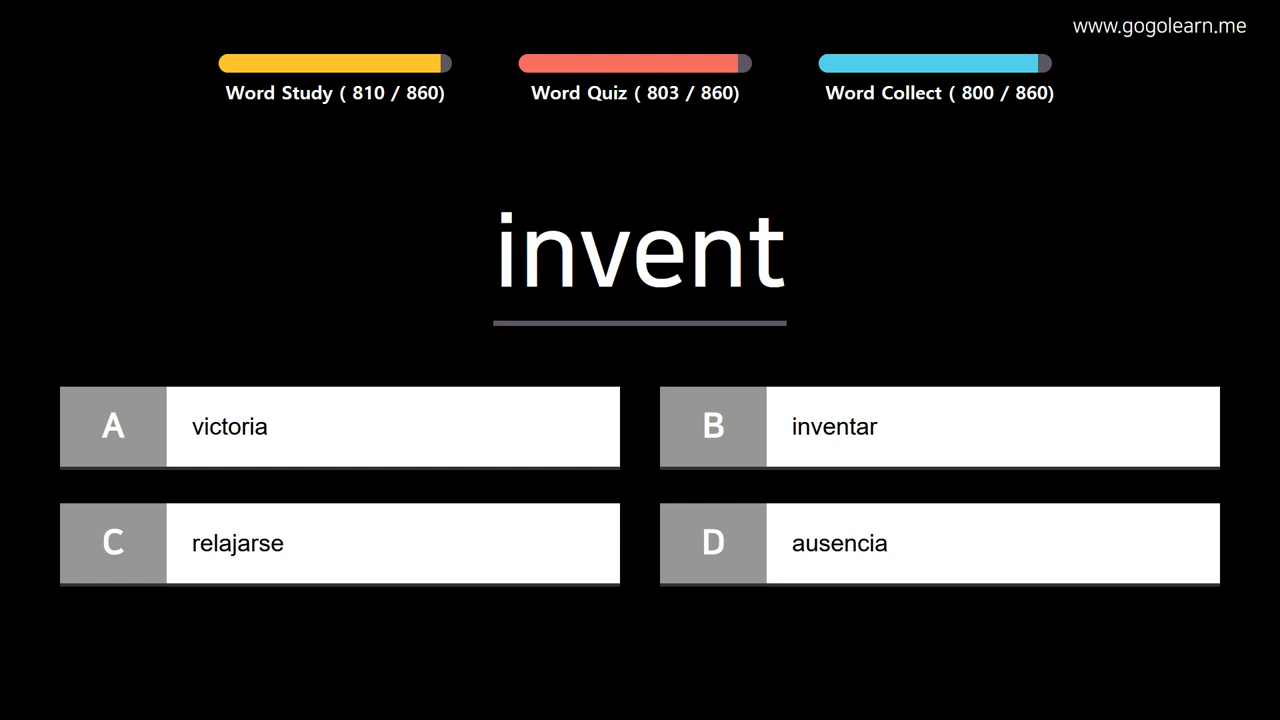 www.gogolearn.me
Word Study ( 810 / 860)
Word Quiz ( 803 / 860)
Word Collect ( 800 / 860)
invent
A victoria
B inventar
C relajarse
D ausencia